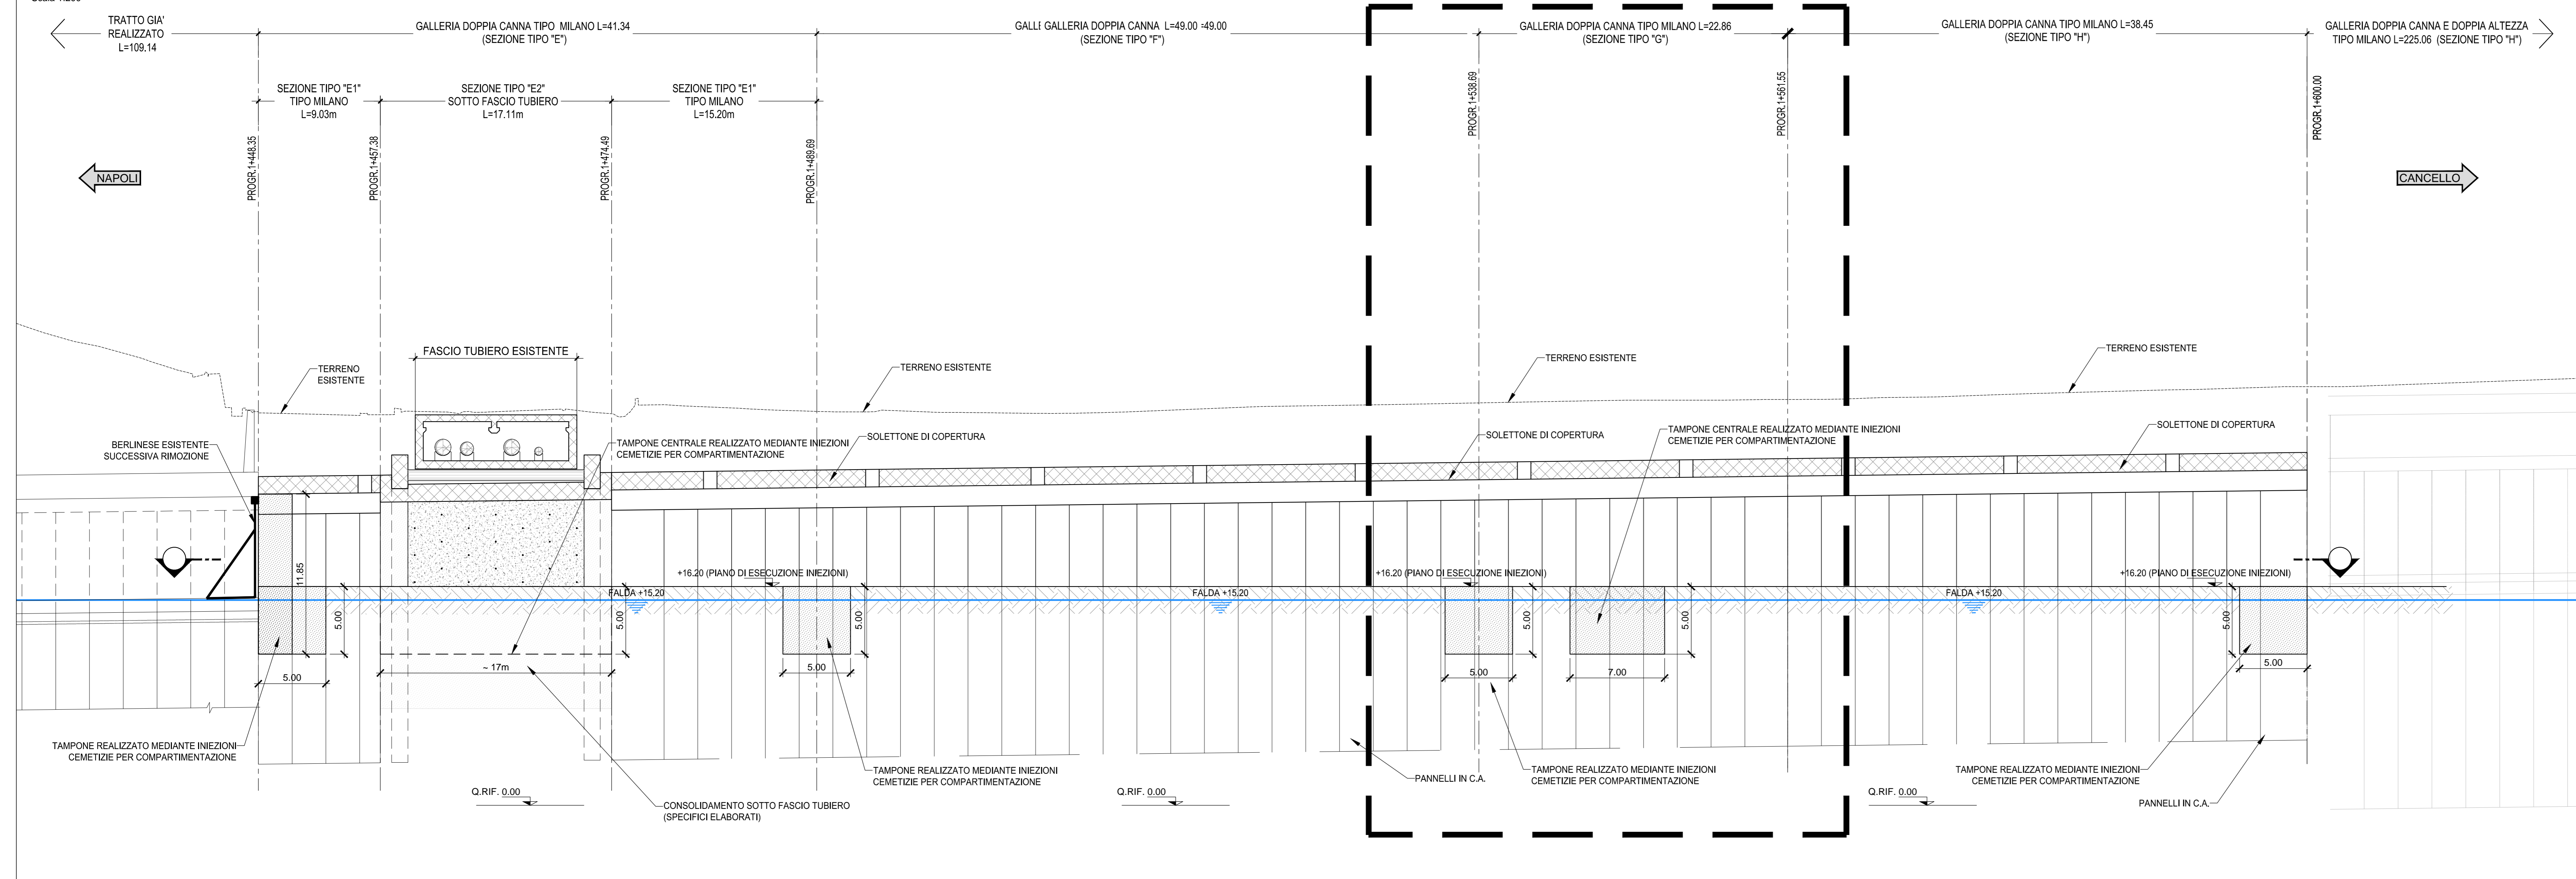 TRATTO GIA'
REALIZZATO
L=109.14
GALLERIA DOPPIA CANNA TIPO MILANO L=41.34
(SEZIONE TIPO "E")
GALLE GALLERIA DOPPIA CANNA L=49.00 =49.00
(SEZIONE TIPO "F")
GALLERIA DOPPIA CANNA TIPO MILANO L=22.86
(SEZIONE TIPO "G")
GALLERIA DOPPIA CANNA TIPO MILANO L=38.45
(SEZIONE TIPO "H")
GALLERIA DOPPIA CANNA E DOPPIA ALTEZZA
TIPO MILANO L=225.06 (SEZIONE TIPO "H")
SEZIONE TIPO "E1"
TIPO MILANO
L=9.03m
SEZIONE TIPO "E2"
SOTTO FASCIO TUBIERO
L=17.11m
SEZIONE TIPO "E1"
TIPO MILANO
L=15.20m
PROGR.1+448.35
PROGR.1+457.38
PROGR.1+474.49
PROGR.1+489.69
PROGR.1+538.69
PROGR.1+561.55
PROGR.1+600.00
NAPOLI
CANCELLO
FASCIO TUBIERO ESISTENTE
TERRENO
ESISTENTE
TERRENO ESISTENTE
TERRENO ESISTENTE
TERRENO ESISTENTE
BERLINESE ESISTENTE
SUCCESSIVA RIMOZIONE
TAMPONE CENTRALE REALIZZATO MEDIANTE INIEZIONI
CEMETIZIE PER COMPARTIMENTAZIONE
SOLETTONE DI COPERTURA
SOLETTONE DI COPERTURA
TAMPONE CENTRALE REALIZZATO MEDIANTE INIEZIONI
CEMETIZIE PER COMPARTIMENTAZIONE
SOLETTONE DI COPERTURA
11.85
+16.20 (PIANO DI ESECUZIONE INIEZIONI)
+16.20 (PIANO DI ESECUZIONE INIEZIONI)
+16.20 (PIANO DI ESECUZIONE INIEZIONI)
FALDA +15.20
FALDA +15.20
FALDA +15.20
5.00
5.00
5.00
5.00
5.00
5.00
5.00
~ 17m
5.00
5.00
7.00
5.00
TAMPONE REALIZZATO MEDIANTE INIEZIONI
CEMETIZIE PER COMPARTIMENTAZIONE
TAMPONE REALIZZATO MEDIANTE INIEZIONI
CEMETIZIE PER COMPARTIMENTAZIONE
PANNELLI IN C.A.
TAMPONE REALIZZATO MEDIANTE INIEZIONI
CEMETIZIE PER COMPARTIMENTAZIONE
TAMPONE REALIZZATO MEDIANTE INIEZIONI
CEMETIZIE PER COMPARTIMENTAZIONE
PANNELLI IN C.A.
Q.RIF. 0.00
Q.RIF. 0.00
Q.RIF. 0.00
CONSOLIDAMENTO SOTTO FASCIO TUBIERO
(SPECIFICI ELABORATI)